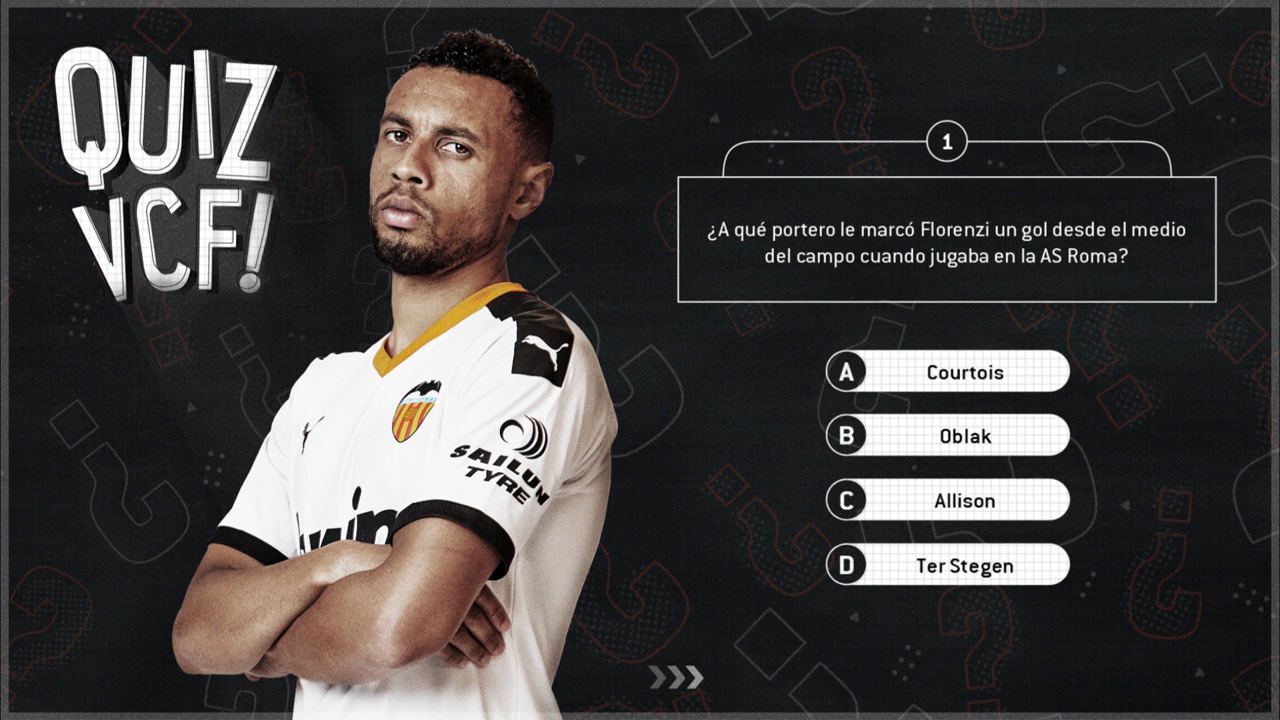 QUIZ
VCF!
1
¿A qué portero le marcó Florenzi un gol desde el medio
del campo cuando jugaba en la AS Roma?
A Courtois
B Oblak
C Allison
D Ter Stegen
SAILUN
TYRE
bwin